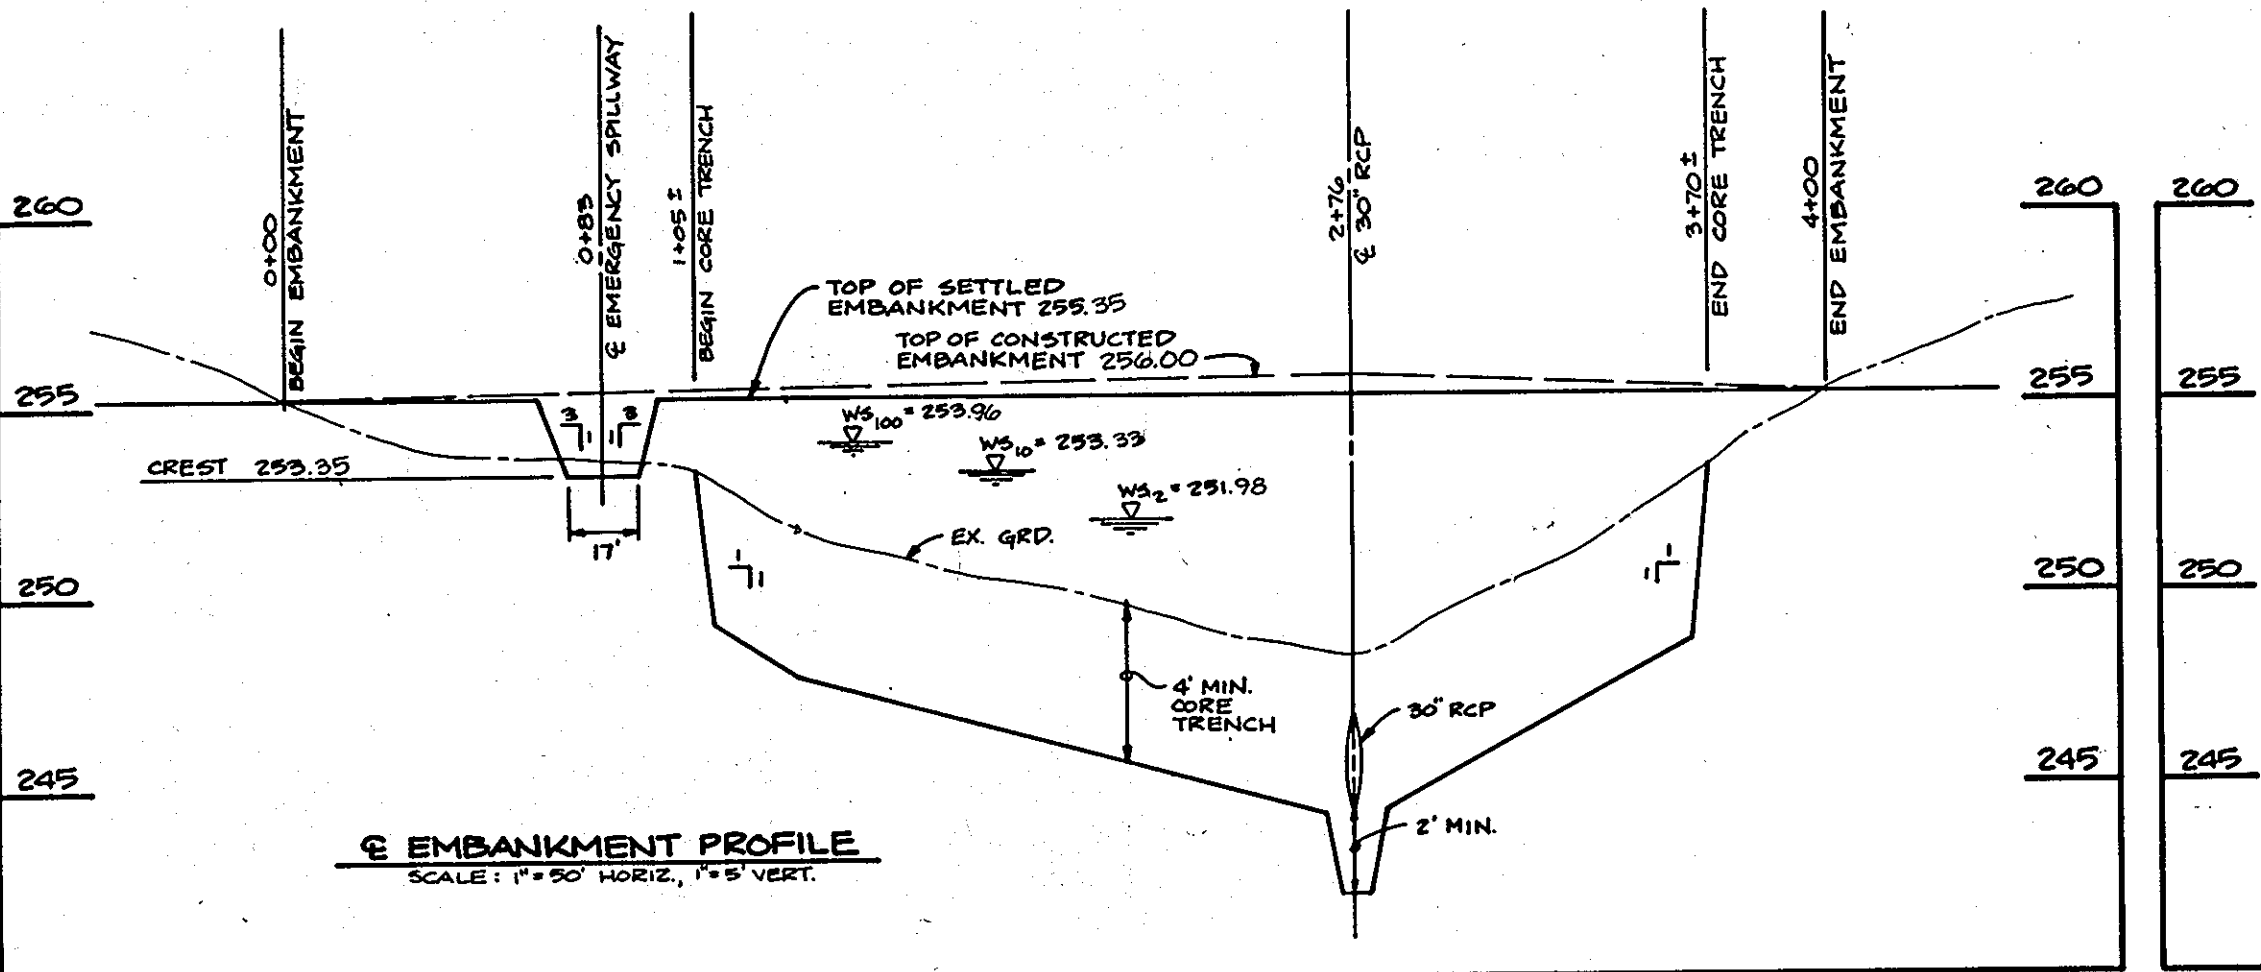 0+00
BEGIN EMBANKMENT
0+83
℄ EMERGENCY SPILLWAY
1+05 ±
BEGIN CORE TRENCH
2+76
℄ 30" RCP
3+70 ±
END CORE TRENCH
4+00
END EMBANKMENT
260
255
250
245
260
255
250
245
260
255
250
245
TOP OF SETTLED
EMBANKMENT 255.35
TOP OF CONSTRUCTED
EMBANKMENT 256.00
3
1
3
1
WS100 = 253.96
WS10 = 253.33
WS2 = 251.98
CREST 253.35
17'
EX. GRD.
1
1
1
1
4' MIN.
CORE
TRENCH
30" RCP
2' MIN.
℄ EMBANKMENT PROFILE
SCALE: 1"=50' HORIZ., 1"=5' VERT.